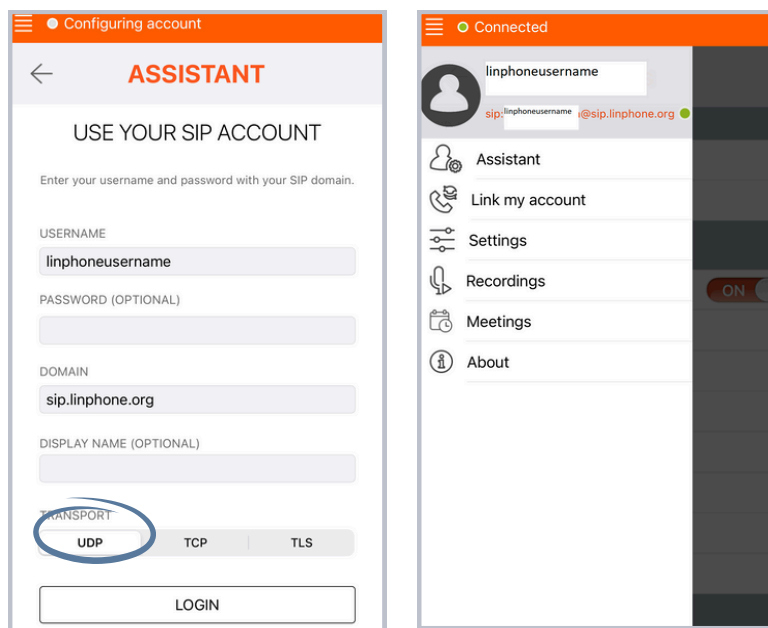 Configuring account
ASSISTANT
USE YOUR SIP ACCOUNT
Enter your username and password with your SIP domain.
USERNAME
linphoneusername
PASSWORD (OPTIONAL)
DOMAIN
sip.linphone.org
DISPLAY NAME (OPTIONAL)
TRANSPORT
UDP TCP TLS
LOGIN
Connected
linphoneusername
sip: linphoneusername @sip.linphone.org
Assistant
Link my account
Settings
Recordings
Meetings
About
ON